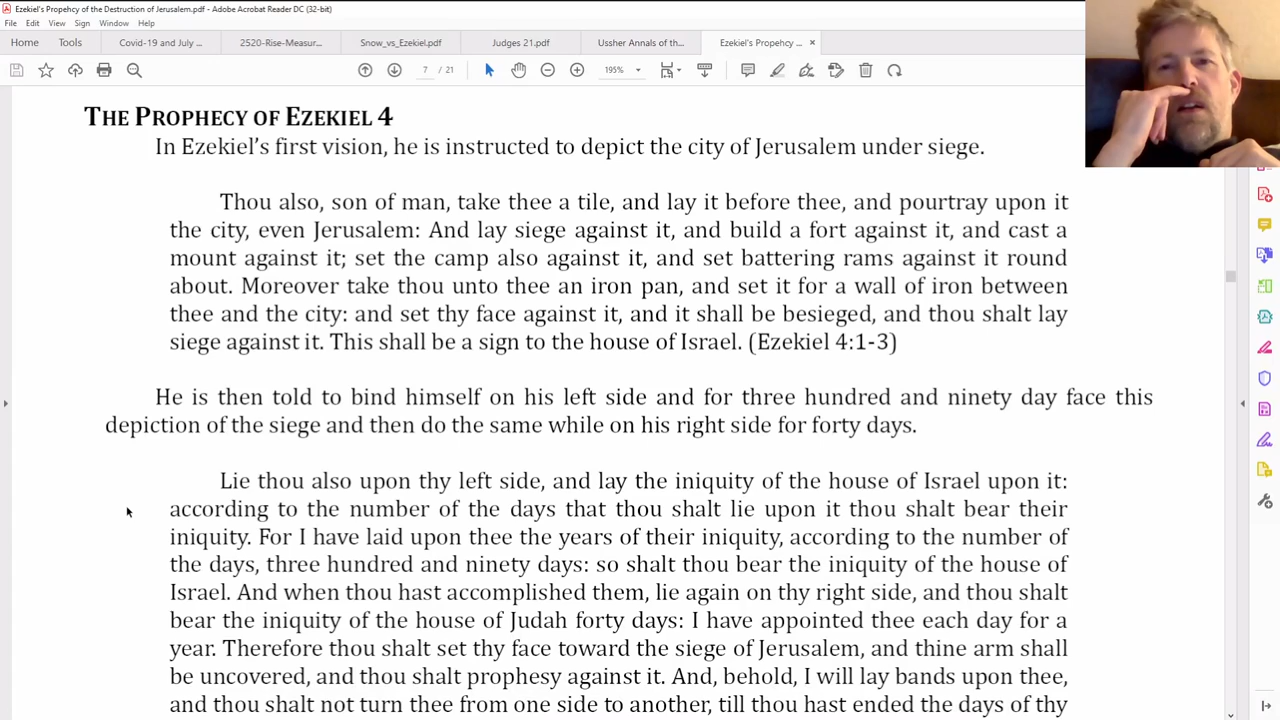 Ezekiel's Propehcy of the Destruction of Jerusalem.pdf - Adobe Acrobat Reader DC (32-bit)
File Edit View Sign Window Help
Home Tools Covid-19 and July ... 2520-Rise-Measur... Snow_vs_Ezekiel.pdf Judges 21.pdf Ussher Annals of th... Ezekiel's Propehcy ... ×
7 / 21 195%
THE PROPHECY OF EZEKIEL 4
In Ezekiel's first vision, he is instructed to depict the city of Jerusalem under siege.
Thou also, son of man, take thee a tile, and lay it before thee, and pourtray upon it
the city, even Jerusalem: And lay siege against it, and build a fort against it, and cast a
mount against it; set the camp also against it, and set battering rams against it round
about. Moreover take thou unto thee an iron pan, and set it for a wall of iron between
thee and the city: and set thy face against it, and it shall be besieged, and thou shalt lay
siege against it. This shall be a sign to the house of Israel. (Ezekiel 4:1-3)
He is then told to bind himself on his left side and for three hundred and ninety day face this
depiction of the siege and then do the same while on his right side for forty days.
Lie thou also upon thy left side, and lay the iniquity of the house of Israel upon it:
according to the number of the days that thou shalt lie upon it thou shalt bear their
iniquity. For I have laid upon thee the years of their iniquity, according to the number of
the days, three hundred and ninety days: so shalt thou bear the iniquity of the house of
Israel. And when thou hast accomplished them, lie again on thy right side, and thou shalt
bear the iniquity of the house of Judah forty days: I have appointed thee each day for a
year. Therefore thou shalt set thy face toward the siege of Jerusalem, and thine arm shall
be uncovered, and thou shalt prophesy against it. And, behold, I will lay bands upon thee,
and thou shalt not turn thee from one side to another, till thou hast ended the days of thy